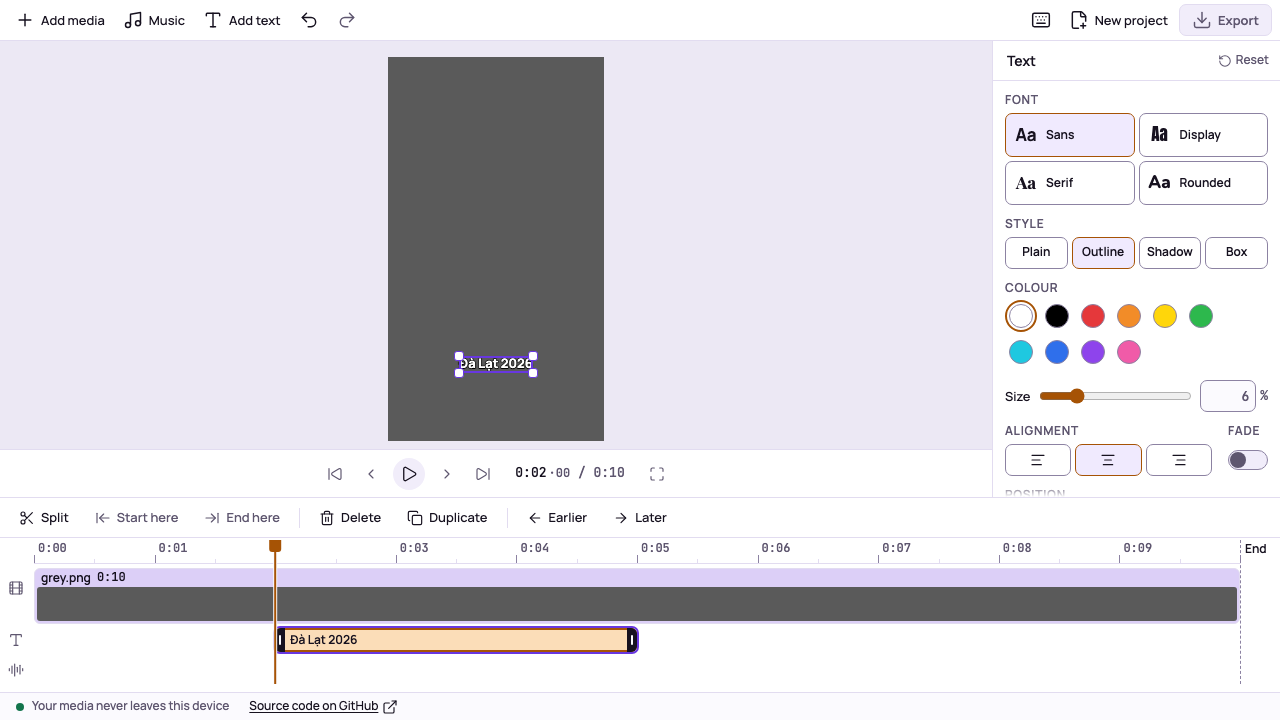 Add media
Music
Add text
New project
Export
Text
Reset
FONT
Aa Sans
Aa Display
Aa Serif
Aa Rounded
STYLE
Plain
Outline
Shadow
Box
COLOUR
Size
6 %
ALIGNMENT
FADE
POSITION
Đà Lạt 2026
0:02·00 / 0:10
Split
Start here
End here
Delete
Duplicate
Earlier
Later
0:00
0:01
0:03
0:04
0:05
0:06
0:07
0:08
0:09
End
grey.png 0:10
Đà Lạt 2026
Your media never leaves this device
Source code on GitHub